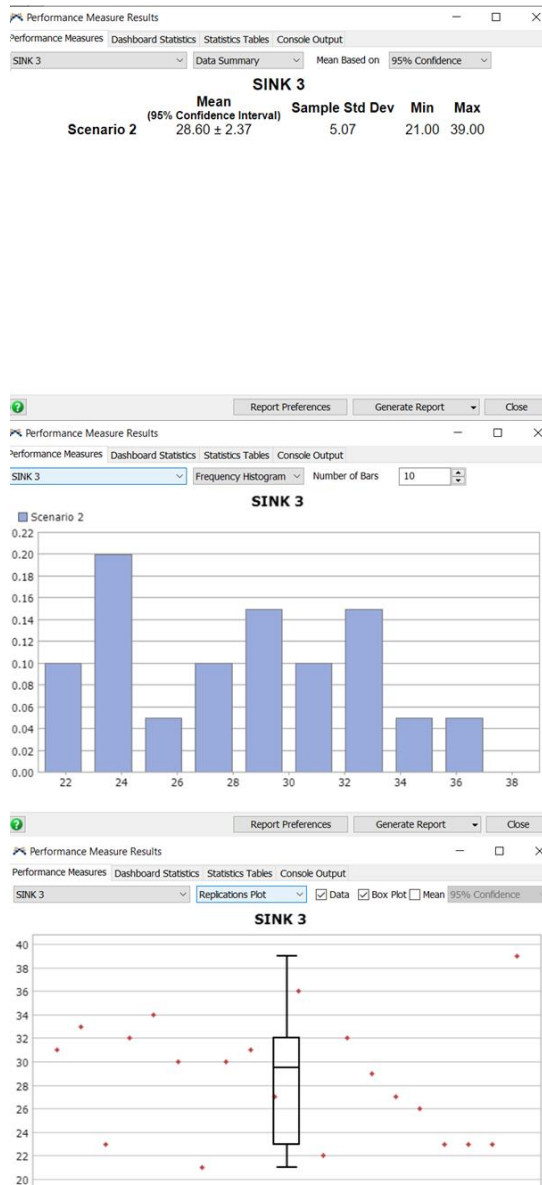 Performance Measure Results
Performance Measures Dashboard Statistics Statistics Tables Console Output
SINK 3 Data Summary Mean Based on 95% Confidence
SINK 3
Mean
(95% Confidence Interval) Sample Std Dev Min Max
Scenario 2 28.60 ± 2.37 5.07 21.00 39.00
Report Preferences Generate Report Close
Performance Measure Results
Performance Measures Dashboard Statistics Statistics Tables Console Output
SINK 3 Frequency Histogram Number of Bars 10
SINK 3
Scenario 2
0.22
0.20
0.18
0.16
0.14
0.12
0.10
0.08
0.06
0.04
0.02
0.00
22 24 26 28 30 32 34 36 38
Report Preferences Generate Report Close
Performance Measure Results
Performance Measures Dashboard Statistics Statistics Tables Console Output
SINK 3 Replications Plot Data Box Plot Mean 95% Confidence
SINK 3
40
38
36
34
32
30
28
26
24
22
20